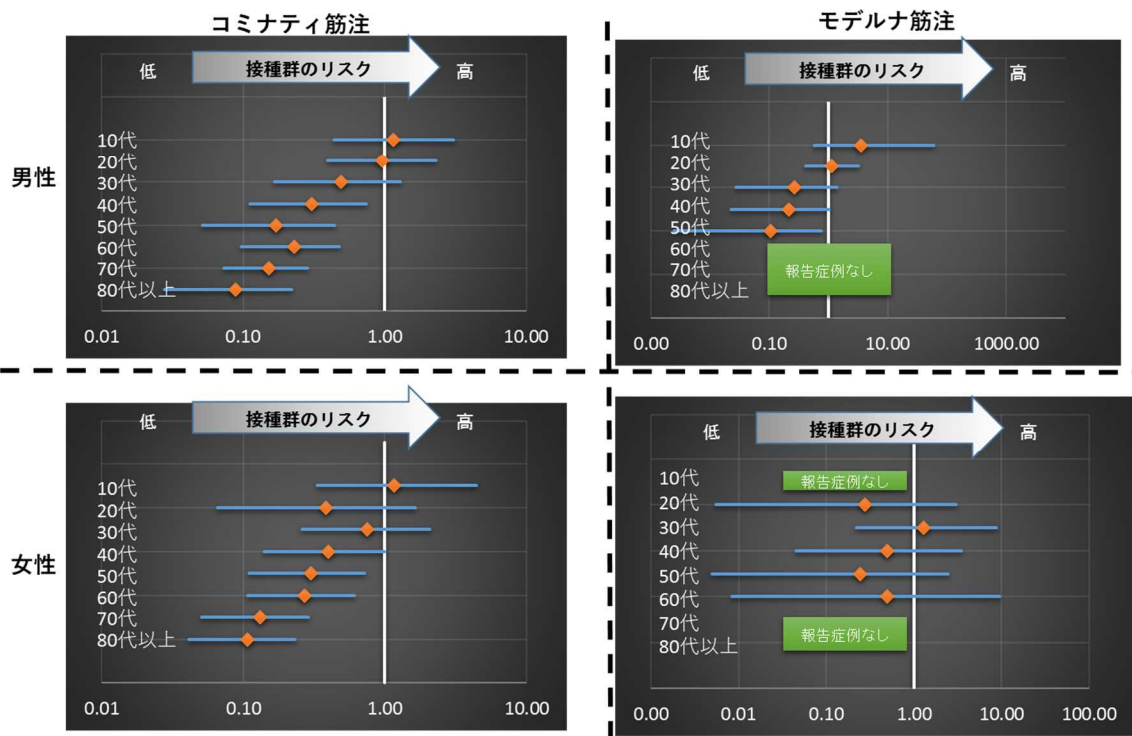 コミナティ筋注
モデルナ筋注
男性
低
接種群のリスク
高
10代
20代
30代
40代
50代
60代
70代
80代以上
0.01
0.10
1.00
10.00
低
接種群のリスク
高
10代
20代
30代
40代
50代
60代
70代
80代以上
報告症例なし
0.00
0.10
10.00
1000.00
女性
低
接種群のリスク
高
10代
20代
30代
40代
50代
60代
70代
80代以上
0.01
0.10
1.00
10.00
低
接種群のリスク
高
10代
報告症例なし
20代
30代
40代
50代
60代
70代
80代以上
報告症例なし
0.00
0.01
0.10
1.00
10.00
100.00